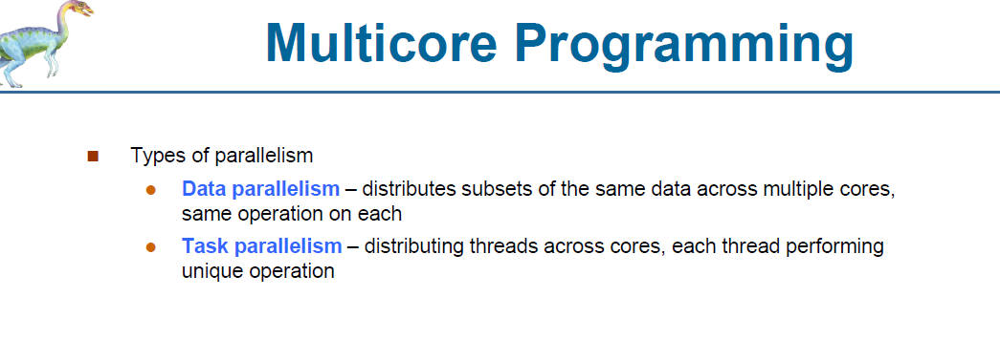 Multicore Programming
Types of parallelism
Data parallelism – distributes subsets of the same data across multiple cores,
same operation on each
Task parallelism – distributing threads across cores, each thread performing
unique operation